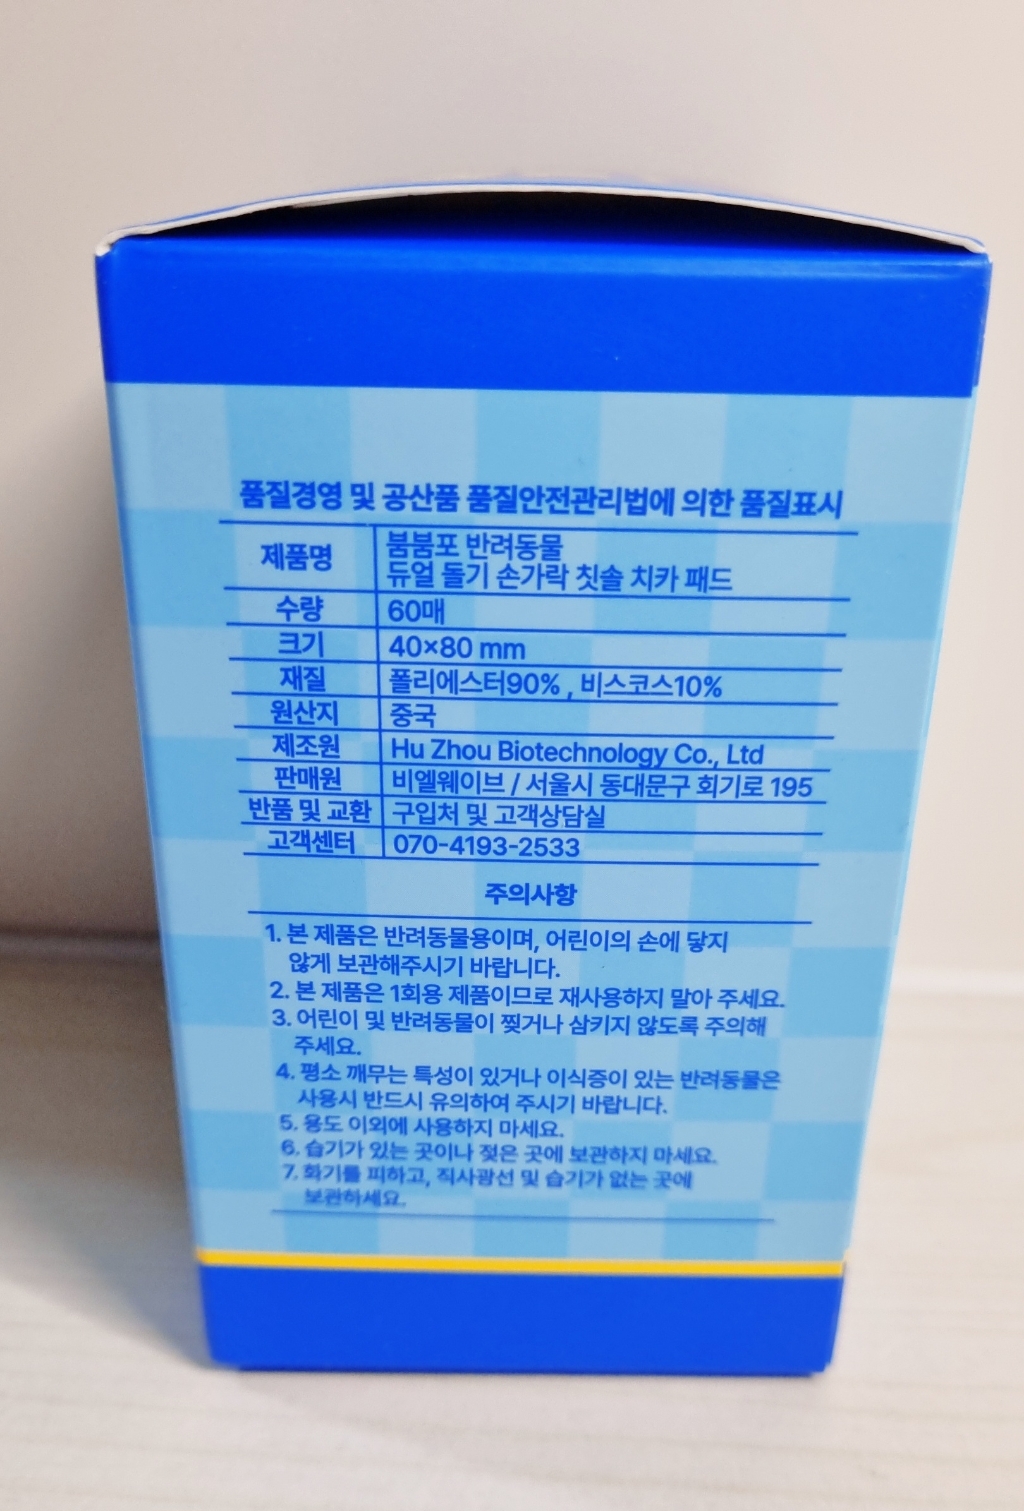 품질경영 및 공산품 품질안전관리법에 의한 품질표시
제품명 붐붐포 반려동물
듀얼 돌기 손가락 칫솔 치카 패드
수량 60매
크기 40×80 mm
재질 폴리에스터90% , 비스코스10%
원산지 중국
제조원 Hu Zhou Biotechnology Co., Ltd
판매원 비엘웨이브 / 서울시 동대문구 회기로 195
반품 및 교환 구입처 및 고객상담실
고객센터 070-4193-2533
주의사항
1. 본 제품은 반려동물용이며, 어린이의 손에 닿지
않게 보관해주시기 바랍니다.
2. 본 제품은 1회용 제품이므로 재사용하지 말아 주세요.
3. 어린이 및 반려동물이 찢거나 삼키지 않도록 주의해
주세요.
4. 평소 깨무는 특성이 있거나 이식증이 있는 반려동물은
사용시 반드시 유의하여 주시기 바랍니다.
5. 용도 이외에 사용하지 마세요.
6. 습기가 있는 곳이나 젖은 곳에 보관하지 마세요.
7. 화기를 피하고, 직사광선 및 습기가 없는 곳에
보관하세요.